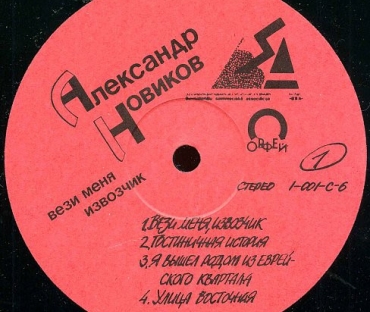 Александр
Новиков
вези меня
извозчик
ОРФЕЙ
1
СТЕРЕО 1-001-С-6
1. ВЕЗИ МЕНЯ, ИЗВОЗЧИК
2. ГОСТИНИЧНАЯ ИСТОРИЯ
3. Я ВЫШЕЛ РОДОМ ИЗ ЕВРЕЙ-
СКОГО КВАРТАЛА
4. УЛИЦА ВОСТОЧНАЯ